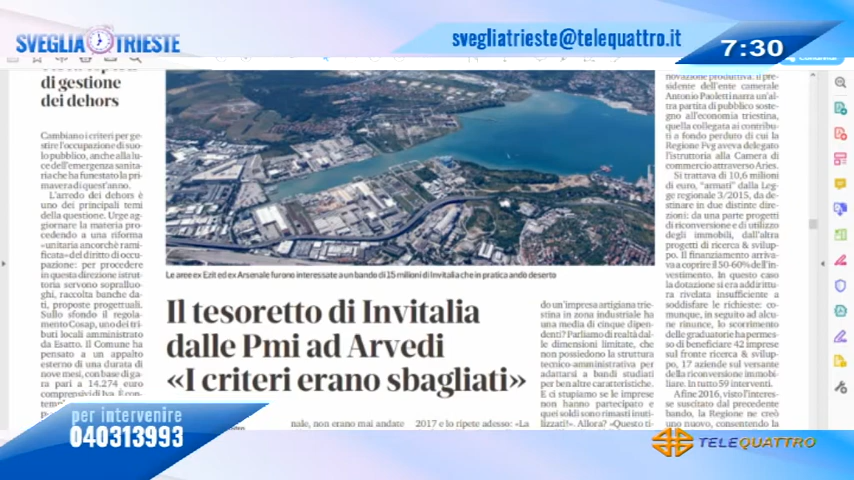 SVEGLIA TRIESTE
svegliatrieste@telequattro.it
7:30
di gestione
dei dehors
Cambiano i criteri per ge-
stire l'occupazione di suo-
lo pubblico, anche alla lu-
ce dell'emergenza sanita-
ria che ha funestato la pri-
mavera di quest'anno.
L'arredo dei dehors è
uno dei principali temi
della questione. Urge ag-
giornare la materia pro-
cedendo a una riforma
«unitaria ancorchè rami-
ficata» del diritto di occu-
pazione: per procedere
in questa direzione istrut-
toria servono sopralluo-
ghi, raccolta banche da-
ti, proposte progettuali.
Sullo sfondo il regola-
mento Cosap, uno dei tri-
buti locali amministrato
da Esatto. Il Comune ha
pensato a un appalto
esterno di una durata di
nove mesi, con base di ga-
ra pari a 14.274 euro
comprensivi di Iva. E con-
Le aree ex Ezit ed ex Arsenale furono interessate a un bando di 15 milioni di Invitalia che in pratica andò deserto
Il tesoretto di Invitalia
dalle Pmi ad Arvedi
«I criteri erano sbagliati»
nale, non erano mai andate
2017 e lo ripete adesso: «La
do un'impresa artigiana trie-
stina in zona industriale ha
una media di cinque dipen-
denti? Parliamo di realtà dal-
le dimensioni limitate, che
non possiedono la struttura
tecnico-amministrativa per
adattarsi a bandi studiati
per ben altre caratteristiche.
E ci stupiamo se le imprese
non hanno partecipato e
quei soldi sono rimasti inuti-
lizzati?». Allora? «Questo ti-
novazione produttiva. Il pre-
sidente dell'ente camerale
Antonio Paoletti narra un'al-
tra partita di pubblico soste-
gno all'economia triestina,
quella collegata ai contribu-
ti a fondo perduto di cui la
Regione Fvg aveva delegato
l'istruttoria alla Camera di
commercio attraverso Aries.
Si trattava di 10,6 milioni
di euro, "armati" dalla Leg-
ge regionale 3/2015, da de-
stinare in due distinte dire-
zioni: da una parte progetti
di riconversione e di utilizzo
degli immobili, dall'altra
progetti di ricerca & svilup-
po. Il finanziamento arriva-
va a coprire il 50-60% dell'in-
vestimento. In questo caso
la dotazione si era addirittu-
ra rivelata insufficiente a
soddisfare le richieste: co-
munque, in seguito ad alcu-
ne rinunce, lo scorrimento
delle graduatorie ha permes-
so di beneficiare 42 imprese
sul fronte ricerca & svilup-
po, 17 aziende sul versante
della riconversione immobi-
liare. In tutto 59 interventi.
A fine 2016, visto l'interes-
se suscitato dal precedente
bando, la Regione ne creò
uno nuovo, consentendo la
per intervenire
040313993
TELEQUATTRO